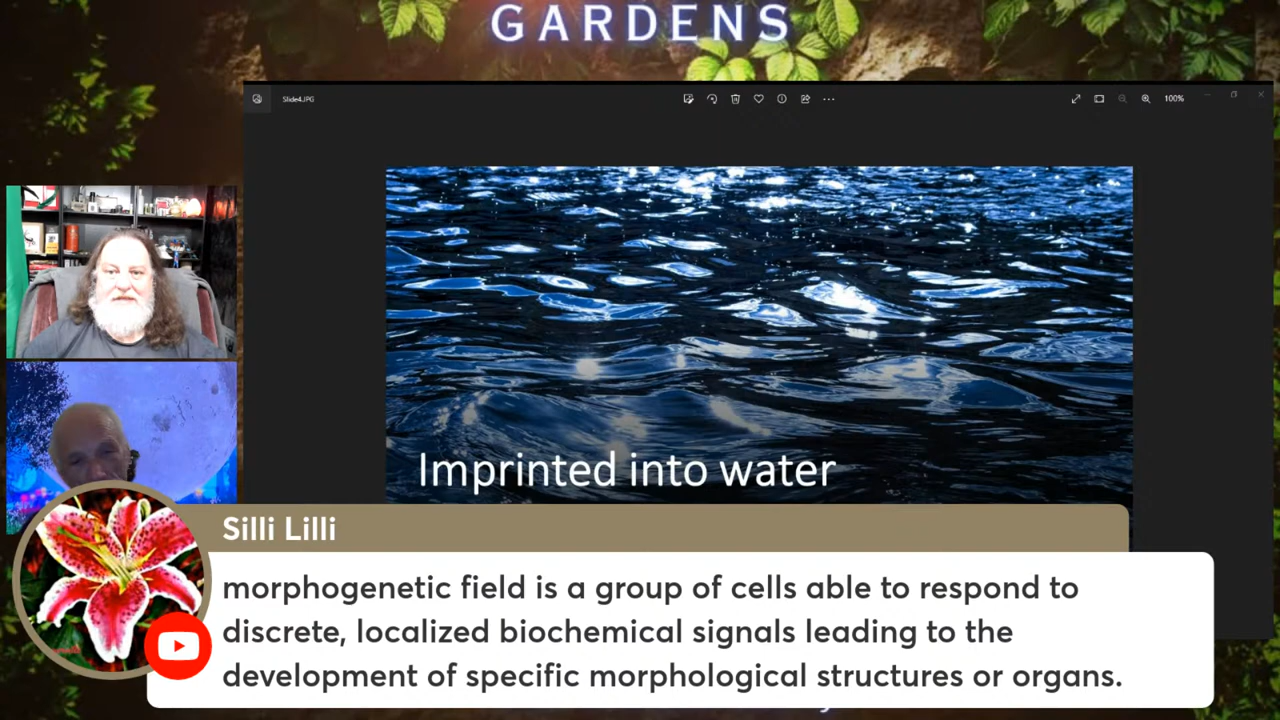 GARDENS
Slide4.JPG
100%
Imprinted into water
Silli Lilli
morphogenetic field is a group of cells able to respond to
discrete, localized biochemical signals leading to the
development of specific morphological structures or organs.